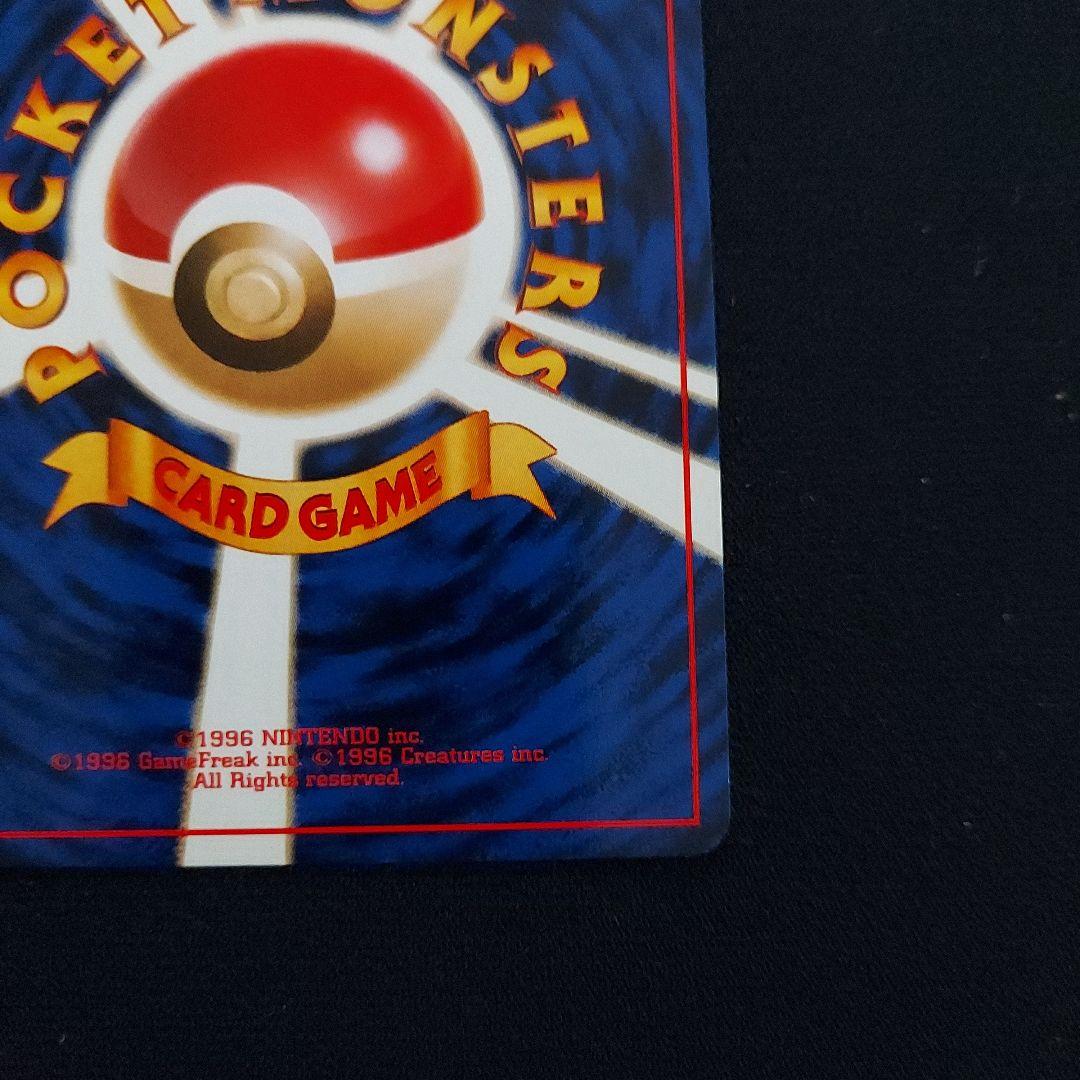 POCKET MONSTERS
CARD GAME
©1996 NINTENDO inc.
©1996 GameFreak inc. ©1996 Creatures inc.
All Rights reserved.